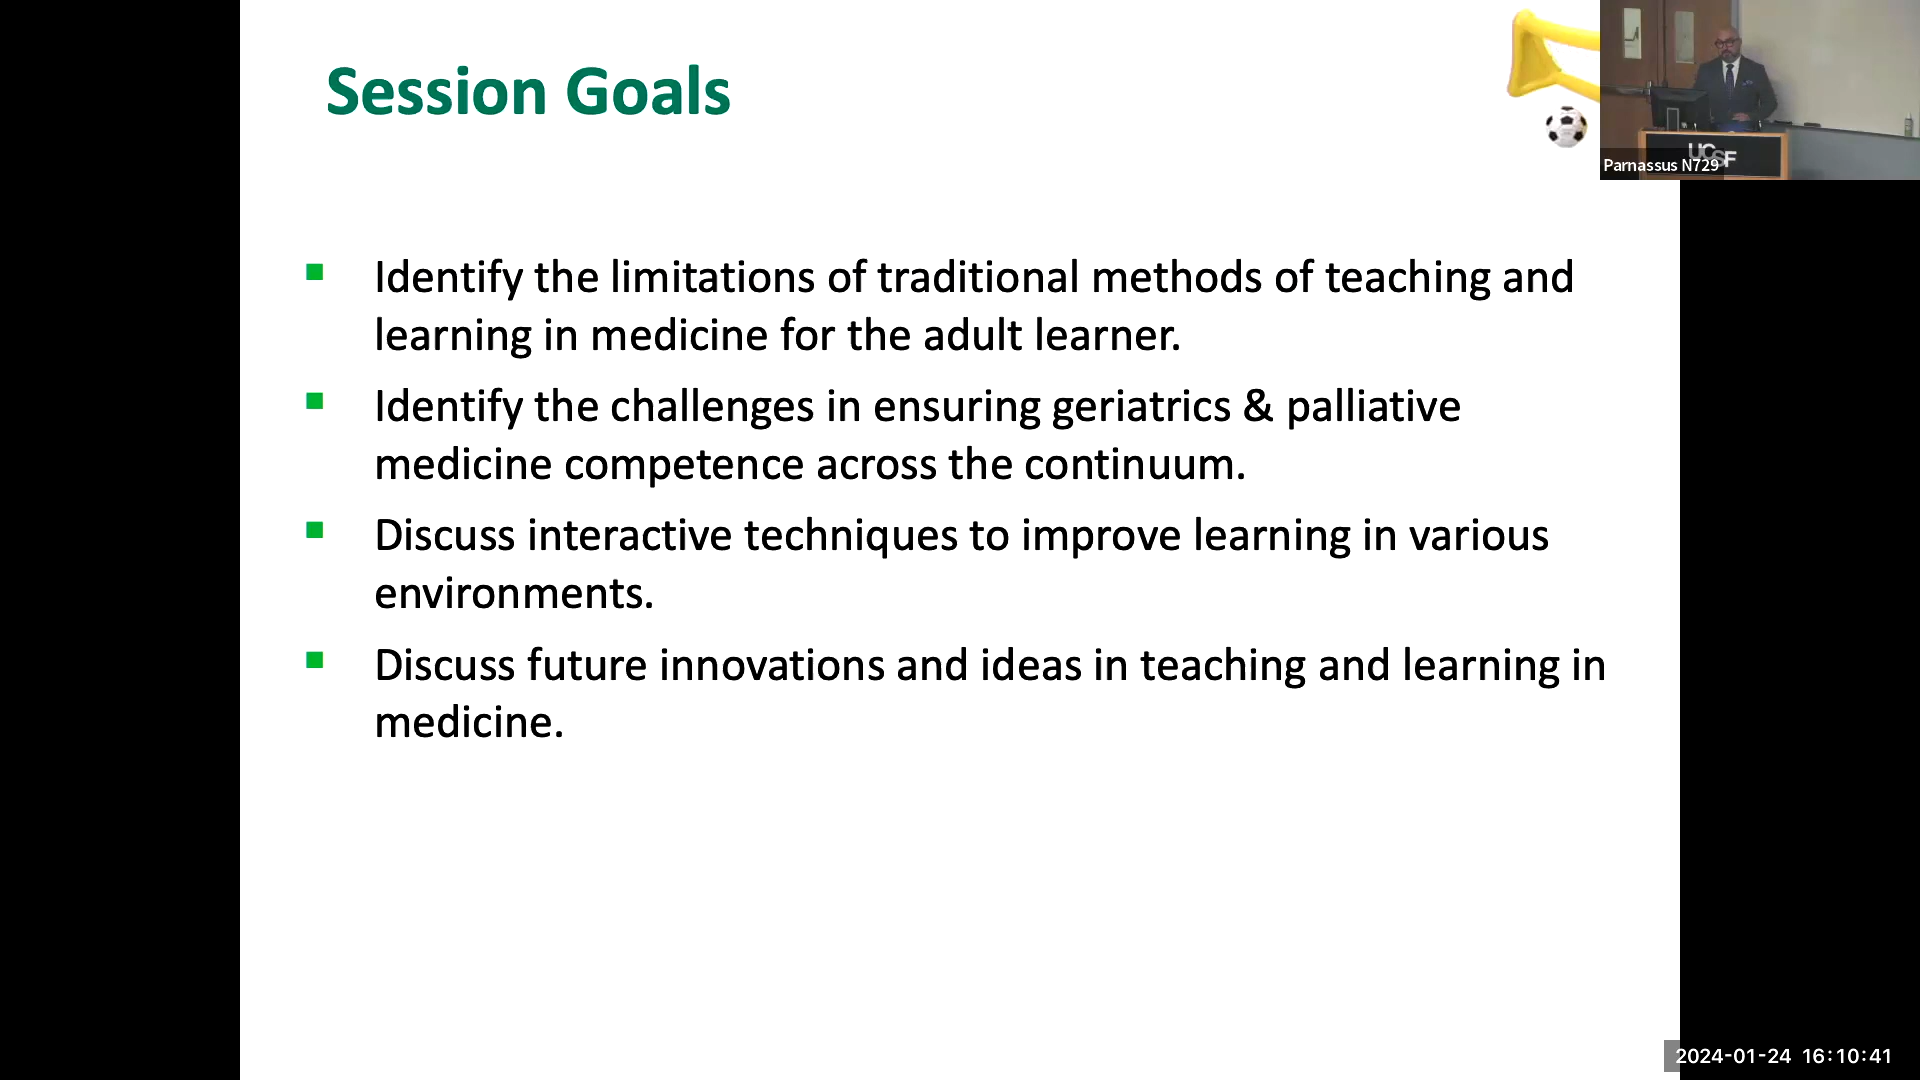 Session Goals
Identify the limitations of traditional methods of teaching and
learning in medicine for the adult learner.
Identify the challenges in ensuring geriatrics & palliative
medicine competence across the continuum.
Discuss interactive techniques to improve learning in various
environments.
Discuss future innovations and ideas in teaching and learning in
medicine.
UCSF
Parnassus N729
2024-01-24 16:10:41